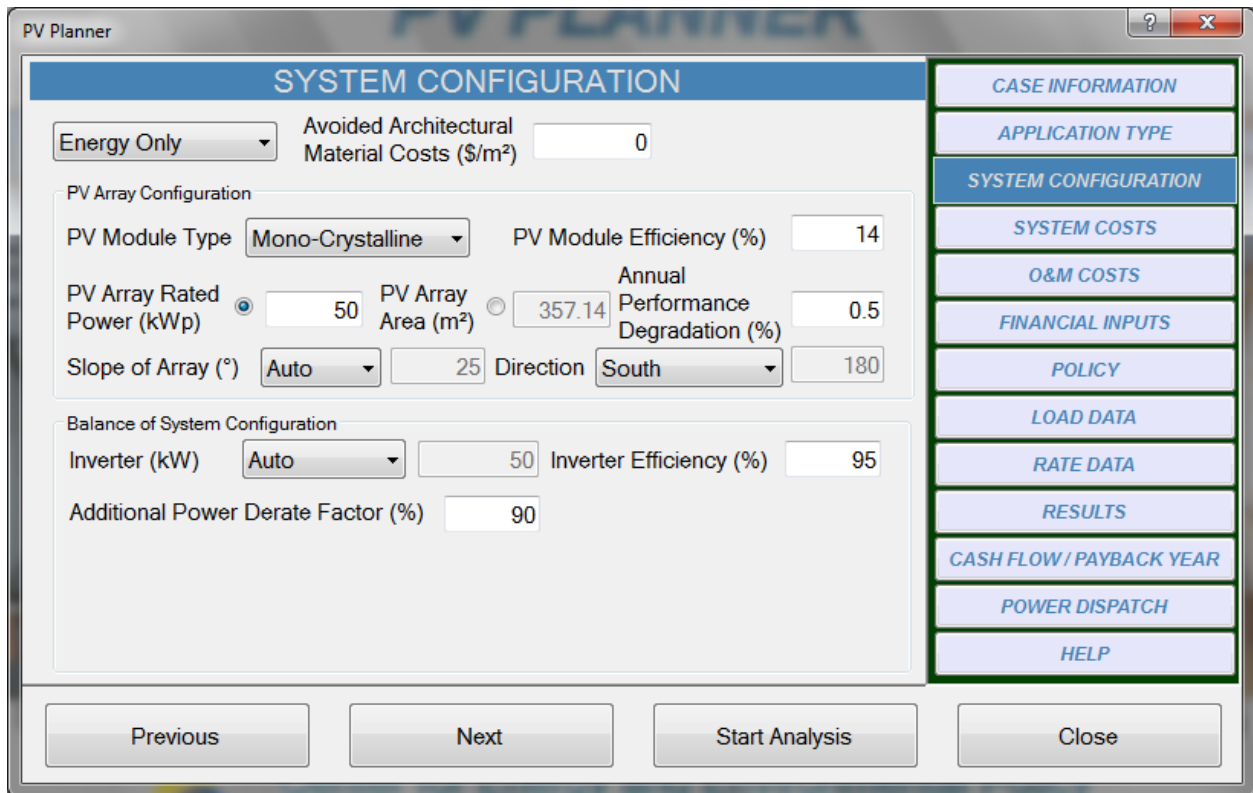 PV PLANNER
PV Planner
SYSTEM CONFIGURATION
Energy Only
Avoided Architectural
Material Costs ($/m²)
0
PV Array Configuration
PV Module Type
Mono-Crystalline
PV Module Efficiency (%)
14
PV Array Rated
Power (kWp)
50
PV Array
Area (m²)
357.14
Annual
Performance
Degradation (%)
0.5
Slope of Array (°)
Auto
25
Direction
South
180
Balance of System Configuration
Inverter (kW)
Auto
50
Inverter Efficiency (%)
95
Additional Power Derate Factor (%)
90
CASE INFORMATION
APPLICATION TYPE
SYSTEM CONFIGURATION
SYSTEM COSTS
O&M COSTS
FINANCIAL INPUTS
POLICY
LOAD DATA
RATE DATA
RESULTS
CASH FLOW / PAYBACK YEAR
POWER DISPATCH
HELP
Previous
Next
Start Analysis
Close